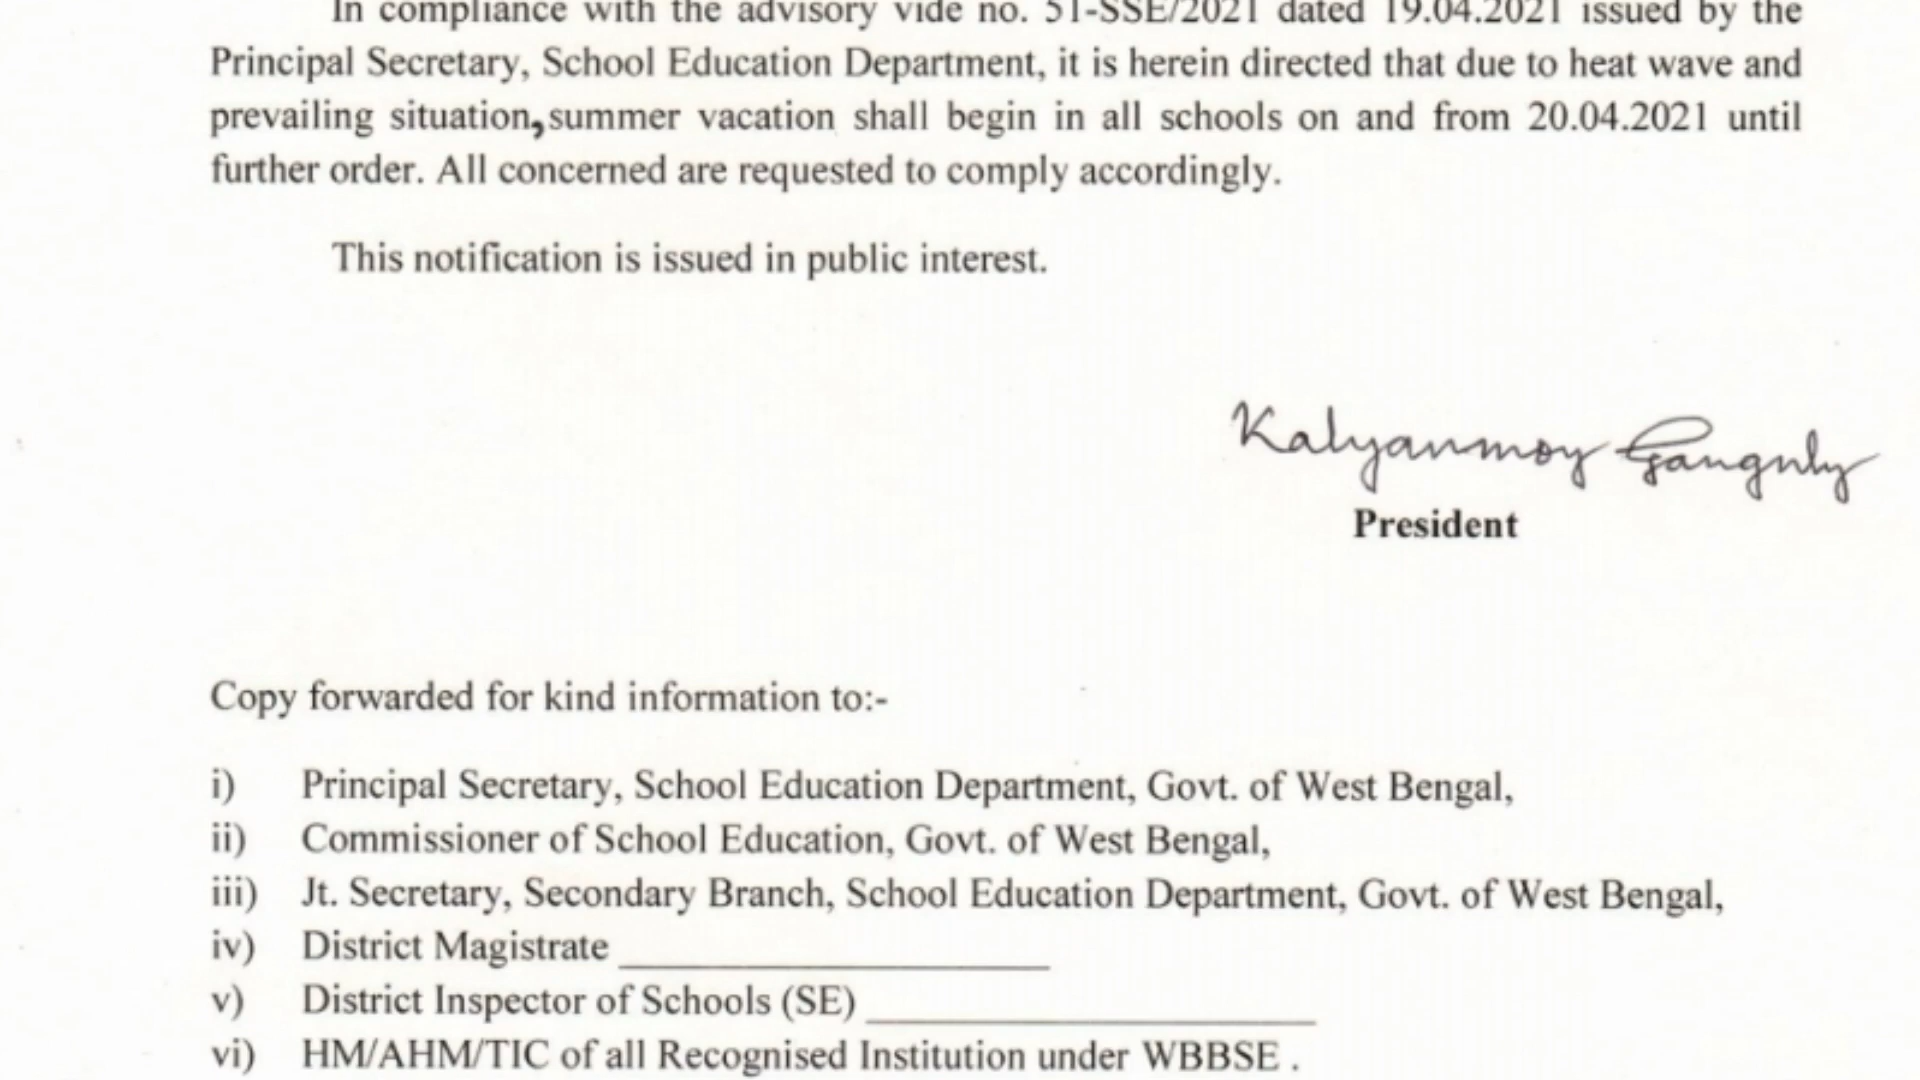 In compliance with the advisory vide no. 51-SSE/2021 dated 19.04.2021 issued by the
Principal Secretary, School Education Department, it is herein directed that due to heat wave and
prevailing situation,summer vacation shall begin in all schools on and from 20.04.2021 until
further order. All concerned are requested to comply accordingly.
This notification is issued in public interest.
Kalyanmoy Ganguly
President
Copy forwarded for kind information to:-
i) Principal Secretary, School Education Department, Govt. of West Bengal,
ii) Commissioner of School Education, Govt. of West Bengal,
iii) Jt. Secretary, Secondary Branch, School Education Department, Govt. of West Bengal,
iv) District Magistrate ____________________
v) District Inspector of Schools (SE) ____________________
vi) HM/AHM/TIC of all Recognised Institution under WBBSE .